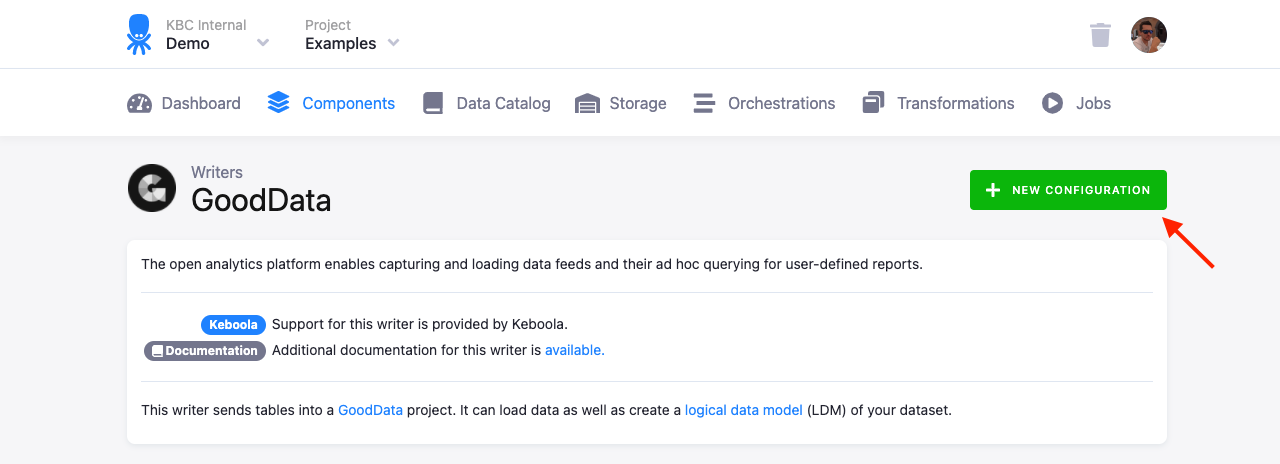 KBC Internal
Demo
Project
Examples
Dashboard
Components
Data Catalog
Storage
Orchestrations
Transformations
Jobs
Writers
GoodData
NEW CONFIGURATION
The open analytics platform enables capturing and loading data feeds and their ad hoc querying for user-defined reports.
Keboola Support for this writer is provided by Keboola.
Documentation Additional documentation for this writer is available.
This writer sends tables into a GoodData project. It can load data as well as create a logical data model (LDM) of your dataset.